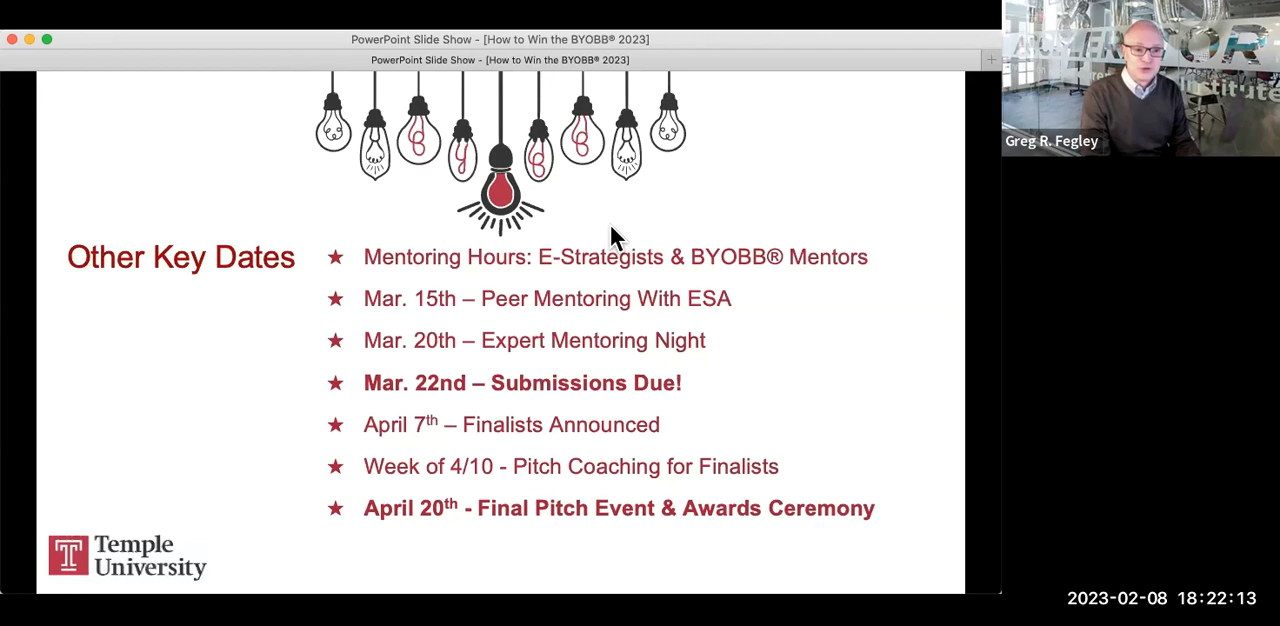 PowerPoint Slide Show - [How to Win the BYOBB® 2023]
PowerPoint Slide Show - [How to Win the BYOBB® 2023]
B Y B B
Other Key Dates
★ Mentoring Hours: E-Strategists & BYOBB® Mentors
★ Mar. 15th – Peer Mentoring With ESA
★ Mar. 20th – Expert Mentoring Night
★ Mar. 22nd – Submissions Due!
★ April 7th – Finalists Announced
★ Week of 4/10 - Pitch Coaching for Finalists
★ April 20th - Final Pitch Event & Awards Ceremony
T Temple
University
Institute
Greg R. Fegley
2023-02-08 18:22:13